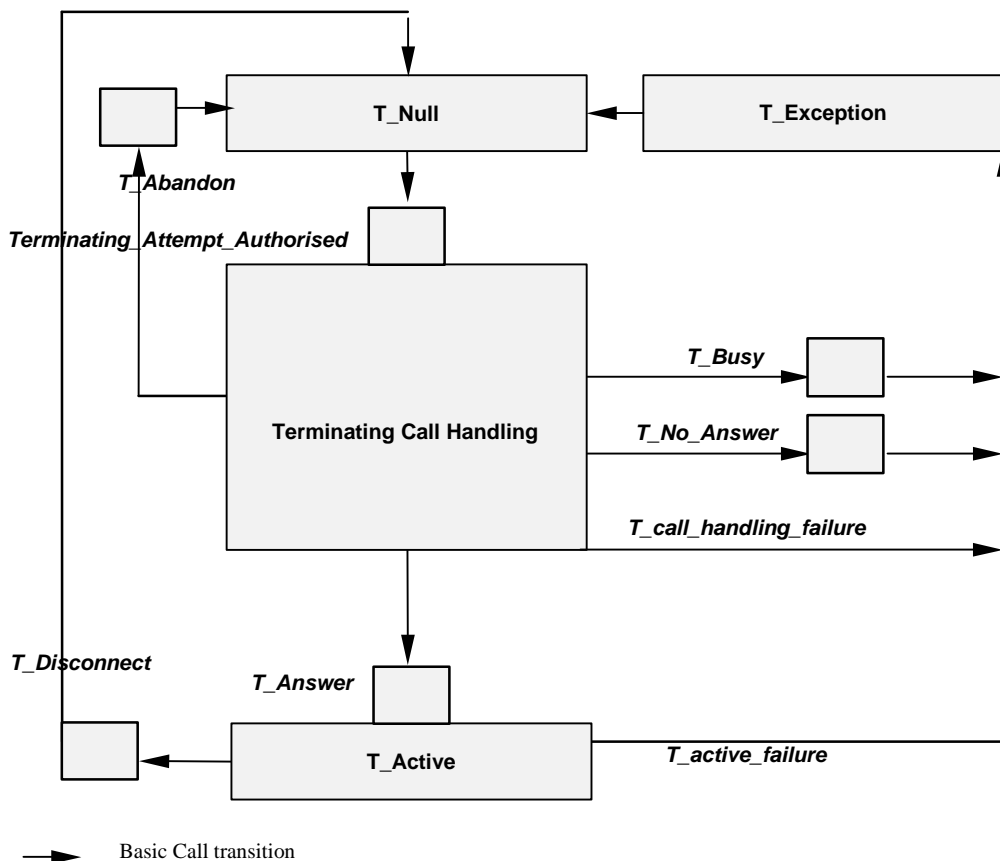 T_Null
T_Exception
T_Abandon
Terminating_Attempt_Authorised
T_Busy
Terminating Call Handling
T_No_Answer
T_call_handling_failure
T_Disconnect
T_Answer
T_Active
T_active_failure
Basic Call transition